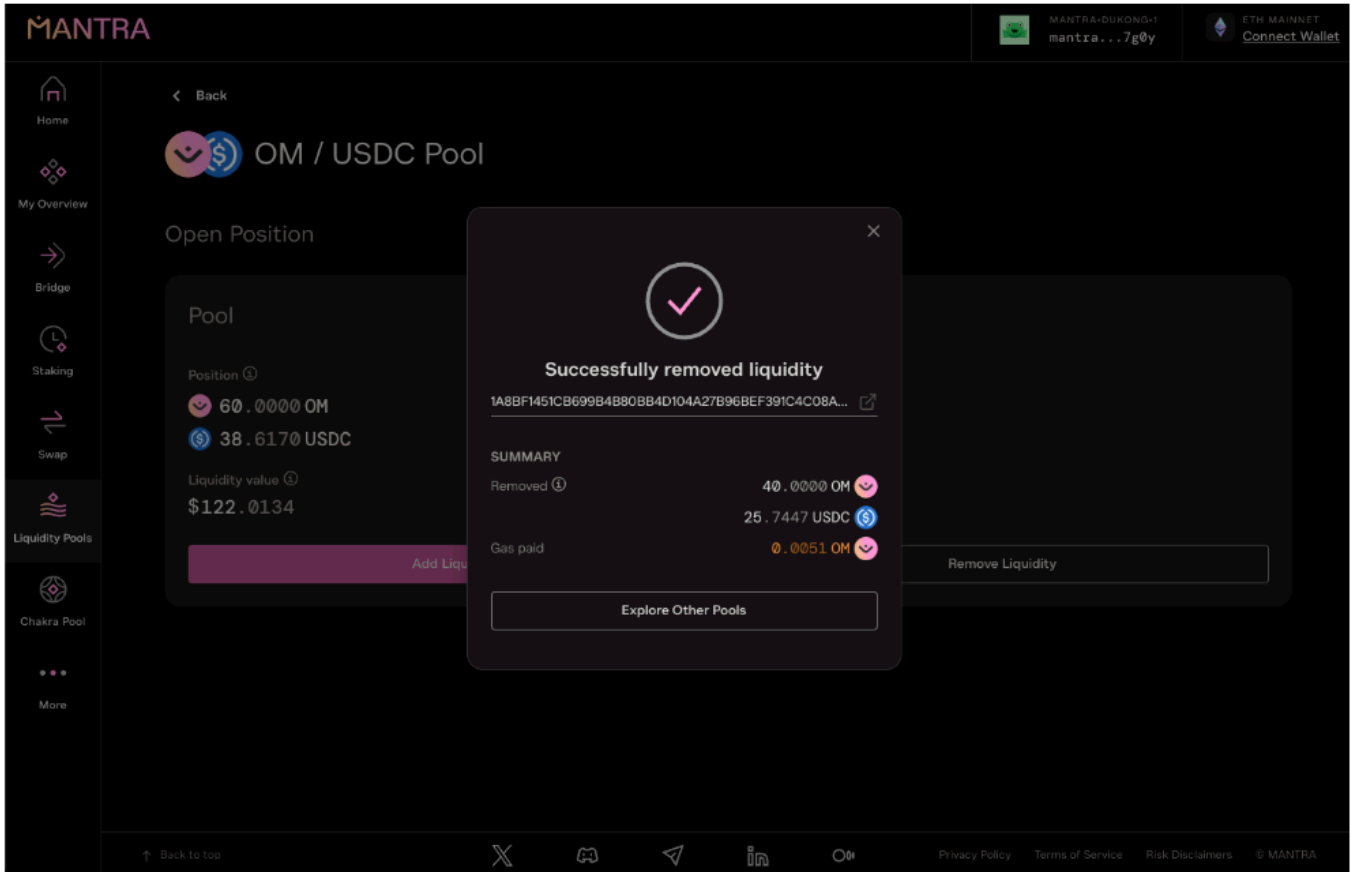 MANTRA
MANTRA-DUKONG-1
mantra...7g0y
ETH MAINNET
Connect Wallet
Home
My Overview
Bridge
Staking
Swap
Liquidity Pools
Chakra Pool
More
Back
OM / USDC Pool
Open Position
Pool
Position
60.0000 OM
38.6170 USDC
Liquidity value
$122.0134
Add Liqu
Remove Liquidity
Successfully removed liquidity
1A8BF1451CB699B4B80BB4D104A27B96BEF391C4C08A...
SUMMARY
Removed
40.0000 OM
25.7447 USDC
Gas paid
0.0051 OM
Explore Other Pools
Back to top
Privacy Policy
Terms of Service
Risk Disclaimers
© MANTRA